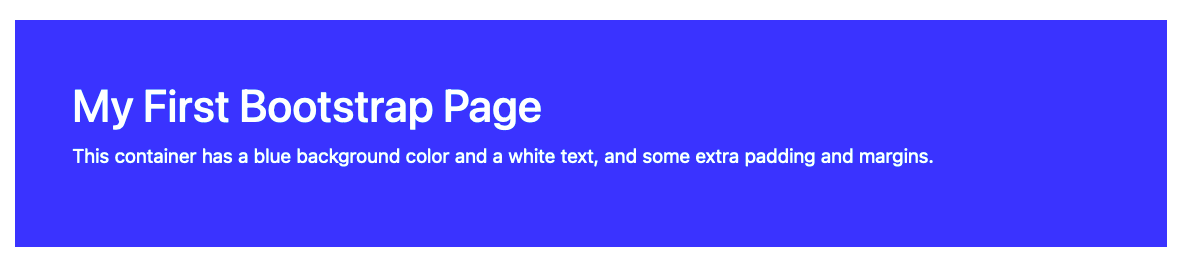 My First Bootstrap Page
This container has a blue background color and a white text, and some extra padding and margins.